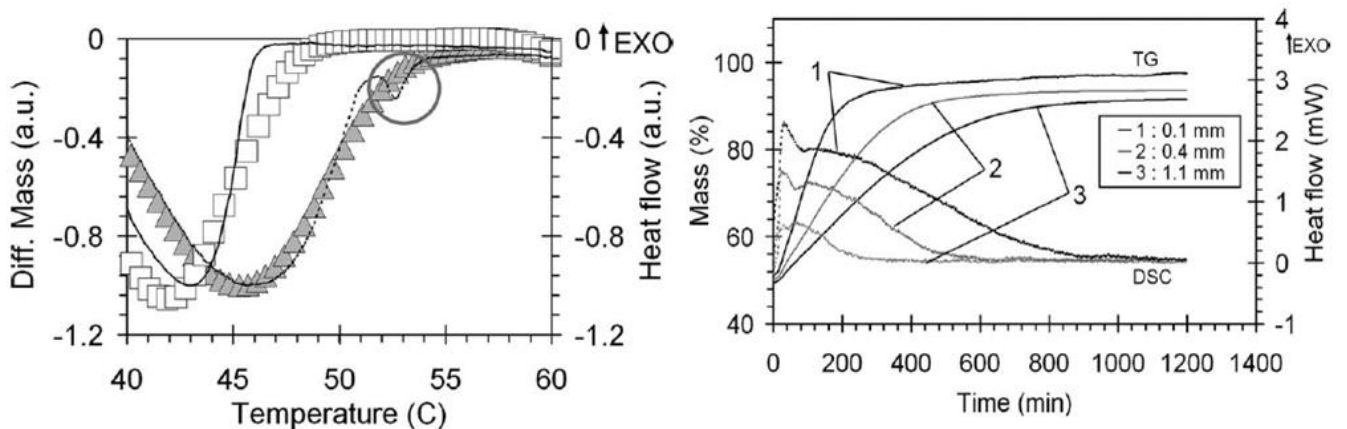 0
-0.4
-0.8
-1.2
Diff. Mass (a.u.)
40
45
50
55
60
Temperature (C)
0
EXO
-0.4
-0.8
-1.2
Heat flow (a.u.)
100
80
60
40
Mass (%)
0
200
400
600
800
1000
1200
1400
Time (min)
4
3
2
1
0
-1
EXO
Heat flow (mW)
TG
1
2
3
DSC
1 : 0.1 mm
2 : 0.4 mm
3 : 1.1 mm